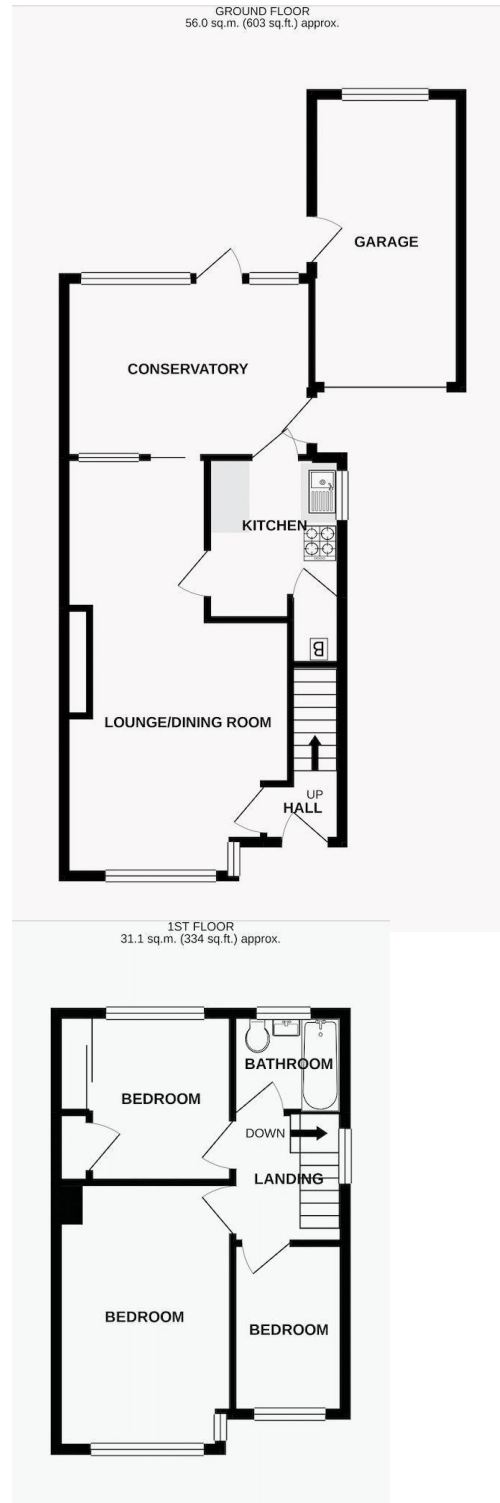 GROUND FLOOR
56.0 sq.m. (603 sq.ft.) approx.
GARAGE
CONSERVATORY
KITCHEN
B
LOUNGE/DINING ROOM
UP
HALL
1ST FLOOR
31.1 sq.m. (334 sq.ft.) approx.
BATHROOM
BEDROOM
DOWN
LANDING
BEDROOM
BEDROOM